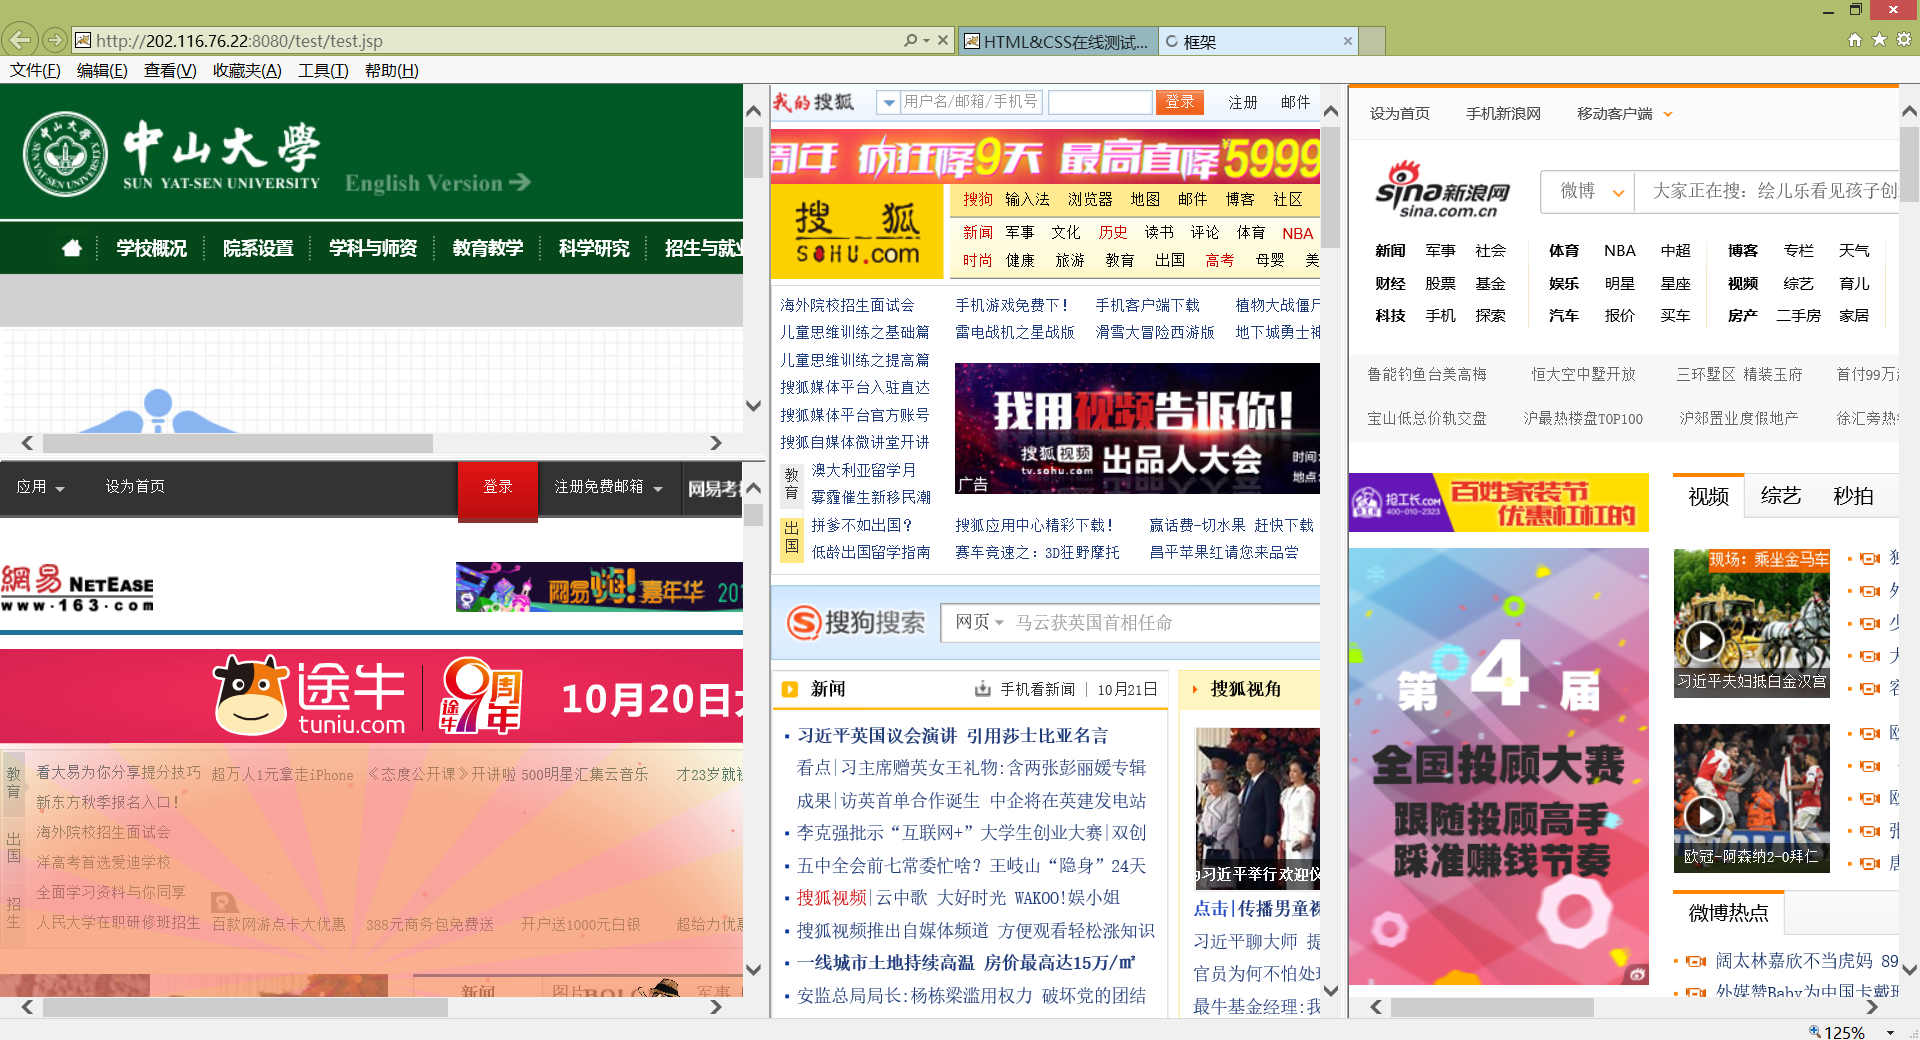 http://202.116.76.22:8080/test/test.jsp
HTML&CSS在线测试...
框架
文件(F) 编辑(E) 查看(V) 收藏夹(A) 工具(T) 帮助(H)
中山大學
SUN YAT-SEN UNIVERSITY
English Version
学校概况 院系设置 学科与师资 教育教学 科学研究 招生与就业
应用 设为首页 登录 注册免费邮箱
網易 NETEASE
www.163.com
网易嗨!嘉年华
途牛
tuniu.com
途牛9周年
10月20日
教育
看大易为你分享提分技巧 超万人1元拿走iPhone 《态度公开课》开讲啦 500明星汇集云音乐
新东方秋季报名入口!
出国
海外院校招生面试会
洋高考首选爱迪学校
招生
全面学习资料与你同享
人民大学在职研修班招生 百款网游点卡大优惠 388元商务包免费送 开户送1000元白银 超给力优惠
新闻 图片 军事
我的搜狐 用户名/邮箱/手机号 登录 注册 邮件
周年 疯狂降9天 最高直降¥5999
搜狐
SOHU.com
搜狗 输入法 浏览器 地图 邮件 博客 社区
新闻 军事 文化 历史 读书 评论 体育 NBA
时尚 健康 旅游 教育 出国 高考 母婴 美
海外院校招生面试会 手机游戏免费下! 手机客户端下载 植物大战僵尸
儿童思维训练之基础篇 雷电战机之星战版 滑雪大冒险西游版 地下城勇士神
儿童思维训练之提高篇
搜狐媒体平台入驻直达
搜狐媒体平台官方账号
搜狐自媒体微讲堂开讲
我用视频告诉你!
搜狐视频
tv.sohu.com
出品人大会
时间:
地点:
广告
教育
澳大利亚留学月
雾霾催生新移民潮
出国
拼爹不如出国? 搜狐应用中心精彩下载! 赢话费-切水果 赶快下载
低龄出国留学指南 赛车竞速之: 3D狂野摩托 昌平苹果红请您来品尝
搜狗搜索 网页 马云获英国首相任命
新闻 手机看新闻 | 10月21日
习近平英国议会演讲 引用莎士比亚名言
看点|习主席赠英女王礼物:含两张彭丽媛专辑
成果|访英首单合作诞生 中企将在英建发电站
李克强批示“互联网+”大学生创业大赛|双创
五中全会前七常委忙啥? 王岐山“隐身”24天
搜狐视频|云中歌 大好时光 WAKOO!娱小姐
搜狐视频推出自媒体频道 方便观看轻松涨知识
一线城市土地持续高温 房价最高达15万/㎡
安监总局局长:杨栋梁滥用权力 破坏党的团结
搜狐视角
习近平举行欢迎仪
点击|传播男童裸
习近平聊大师 提
官员为何不怕处
最牛基金经理:我
设为首页 手机新浪网 移动客户端
sina新浪网
sina.com.cn
微博 大家正在搜: 绘儿乐看见孩子创
新闻 军事 社会 体育 NBA 中超 博客 专栏 天气
财经 股票 基金 娱乐 明星 星座 视频 综艺 育儿
科技 手机 探索 汽车 报价 买车 房产 二手房 家居
鲁能钓鱼台美高梅 恒大空中墅开放 三环墅区 精装玉府 首付99万
宝山低总价轨交盘 沪最热楼盘TOP100 沪郊置业度假地产 徐汇旁热
抢工长.com
400-010-2323
百姓家装节
优惠杠杠的
视频 综艺 秒拍
第4届
全国投顾大赛
跟随投顾高手
踩准赚钱节奏
现场: 乘坐金马车
习近平夫妇抵白金汉宫
欧冠-阿森纳2-0拜仁
微博热点
阔太林嘉欣不当虎妈 89
外媒赞Baby为中国卡戴珊
125%